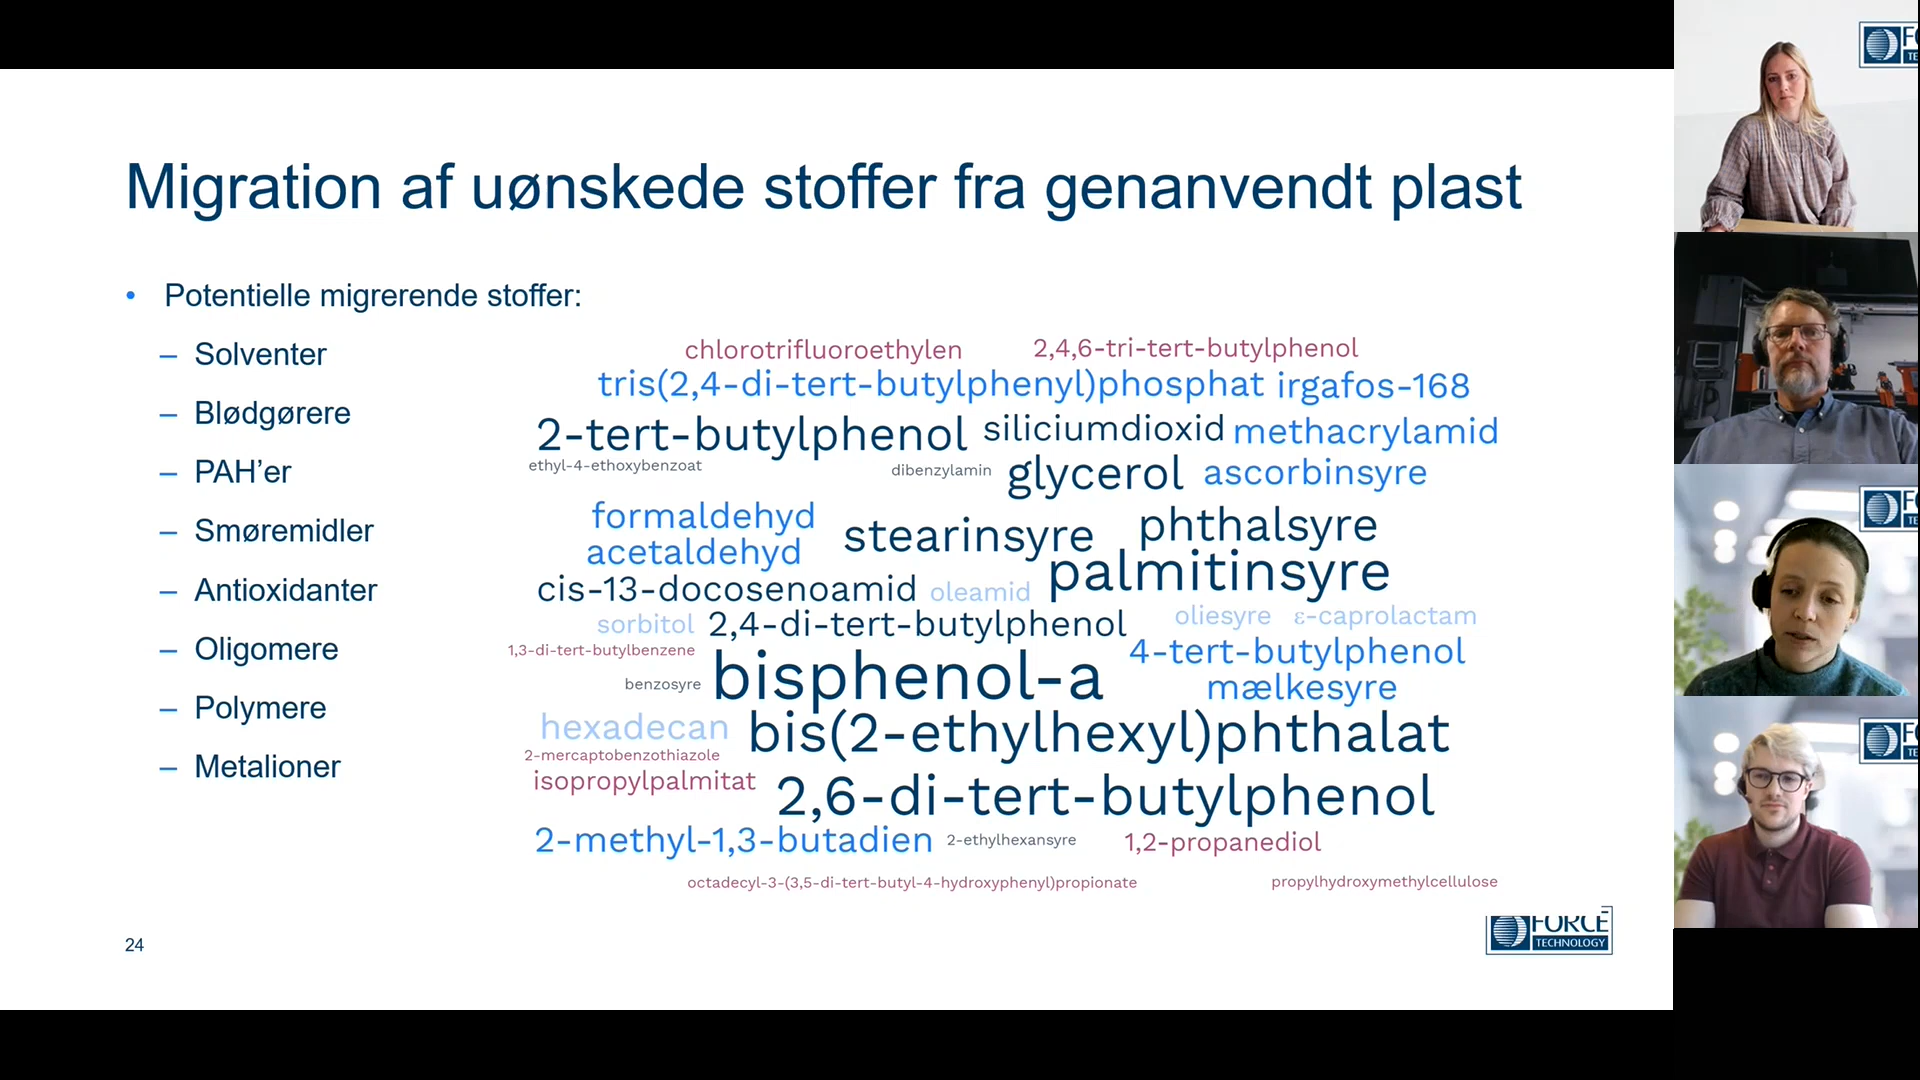 Migration af uønskede stoffer fra genanvendt plast
• Potentielle migrerende stoffer:
– Solventer
– Blødgørere
– PAH’er
– Smøremidler
– Antioxidanter
– Oligomere
– Polymere
– Metalioner
chlorotrifluoroethylen 2,4,6-tri-tert-butylphenol
tris(2,4-di-tert-butylphenyl)phosphat irgafos-168
2-tert-butylphenol siliciumdioxid methacrylamid
ethyl-4-ethoxybenzoat dibenzylamin glycerol ascorbinsyre
formaldehyd stearinsyre phthalsyre
acetaldehyd palmitinsyre
cis-13-docosenoamid oleamid
sorbitol 2,4-di-tert-butylphenol oliesyre ε-caprolactam
1,3-di-tert-butylbenzene 4-tert-butylphenol
benzosyre bisphenol-a mælkesyre
hexadecan bis(2-ethylhexyl)phthalat
2-mercaptobenzothiazole
isopropylpalmitat 2,6-di-tert-butylphenol
2-methyl-1,3-butadien 2-ethylhexansyre 1,2-propanediol
octadecyl-3-(3,5-di-tert-butyl-4-hydroxyphenyl)propionate propylhydroxymethylcellulose
24
FORCE
TECHNOLOGY